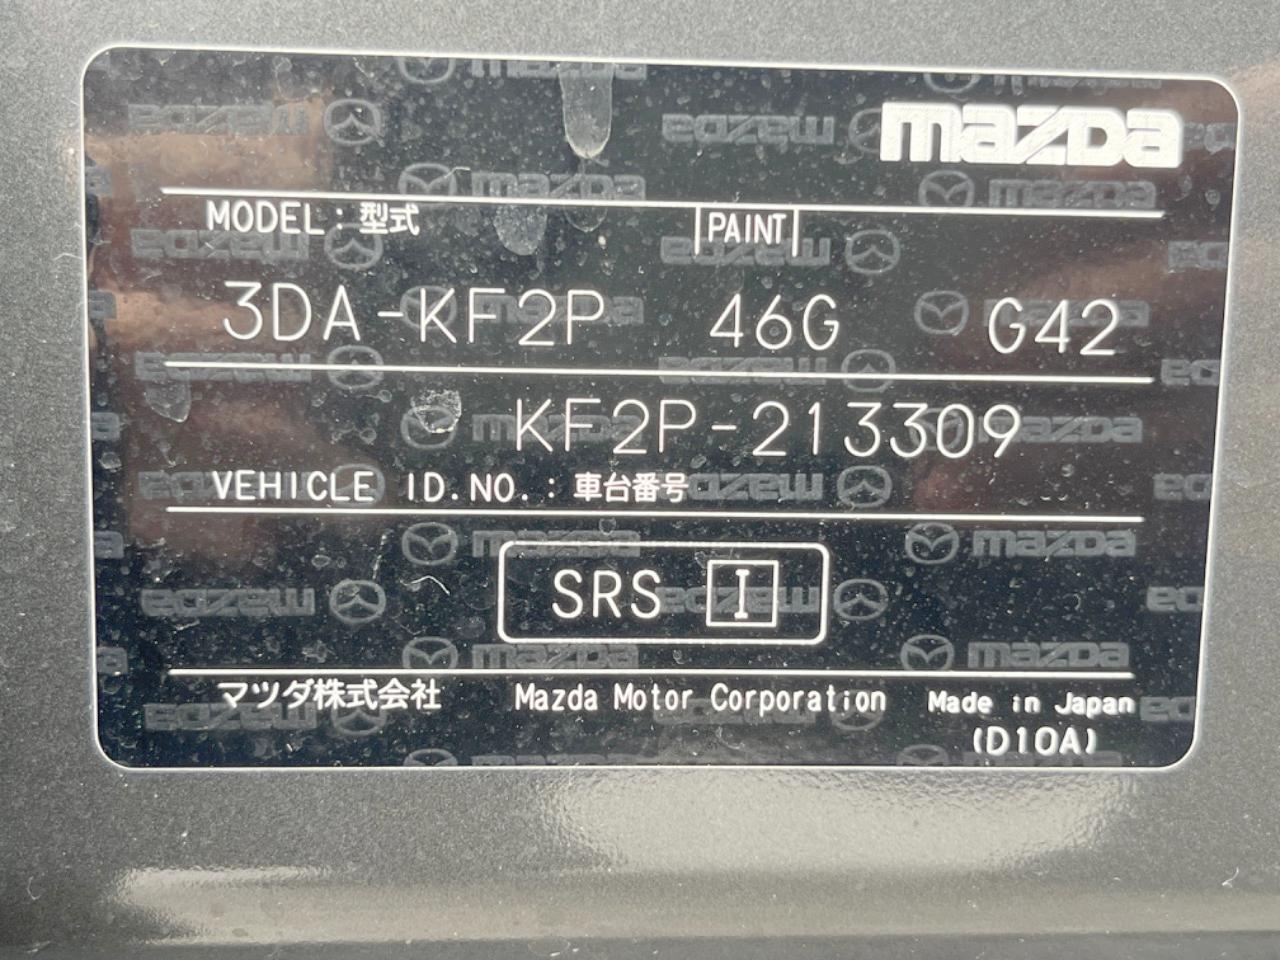 mazda
MODEL : 型式 PAINT
3DA-KF2P 46G G42
KF2P-213309
VEHICLE ID.NO. : 車台番号
SRS I
マツダ株式会社 Mazda Motor Corporation Made in Japan
(D10A)